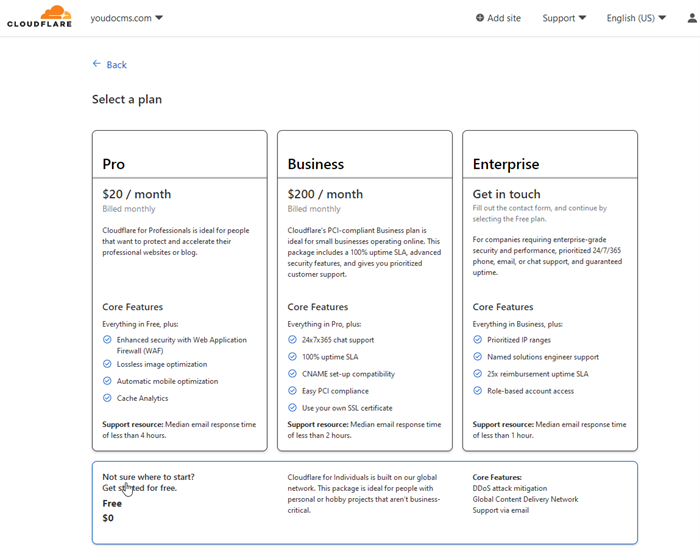 CLOUDFLARE
youdocms.com
Add site
Support
English (US)
Back
Select a plan
Pro
$20 / month
Billed monthly
Cloudflare for Professionals is ideal for people
that want to protect and accelerate their
professional websites or blog.
Core Features
Everything in Free, plus:
Enhanced security with Web Application
Firewall (WAF)
Lossless image optimization
Automatic mobile optimization
Cache Analytics
Support resource: Median email response time
of less than 4 hours.
Business
$200 / month
Billed monthly
Cloudflare's PCI-compliant Business plan is
ideal for small businesses operating online. This
package includes a 100% uptime SLA, advanced
security features, and gives you prioritized
customer support.
Core Features
Everything in Pro, plus:
24x7x365 chat support
100% uptime SLA
CNAME set-up compatibility
Easy PCI compliance
Use your own SSL certificate
Support resource: Median email response time
of less than 2 hours.
Enterprise
Get in touch
Fill out the contact form, and continue by
selecting the Free plan.
For companies requiring enterprise-grade
security and performance, prioritized 24/7/365
phone, email, or chat support, and guaranteed
uptime.
Core Features
Everything in Business, plus:
Prioritized IP ranges
Named solutions engineer support
25x reimbursement uptime SLA
Role-based account access
Support resource: Median email response time
of less than 1 hour.
Not sure where to start?
Get started for free.
Free
$0
Cloudflare for Individuals is built on our global
network. This package is ideal for people with
personal or hobby projects that aren't business-
critical.
Core Features:
DDoS attack mitigation
Global Content Delivery Network
Support via email